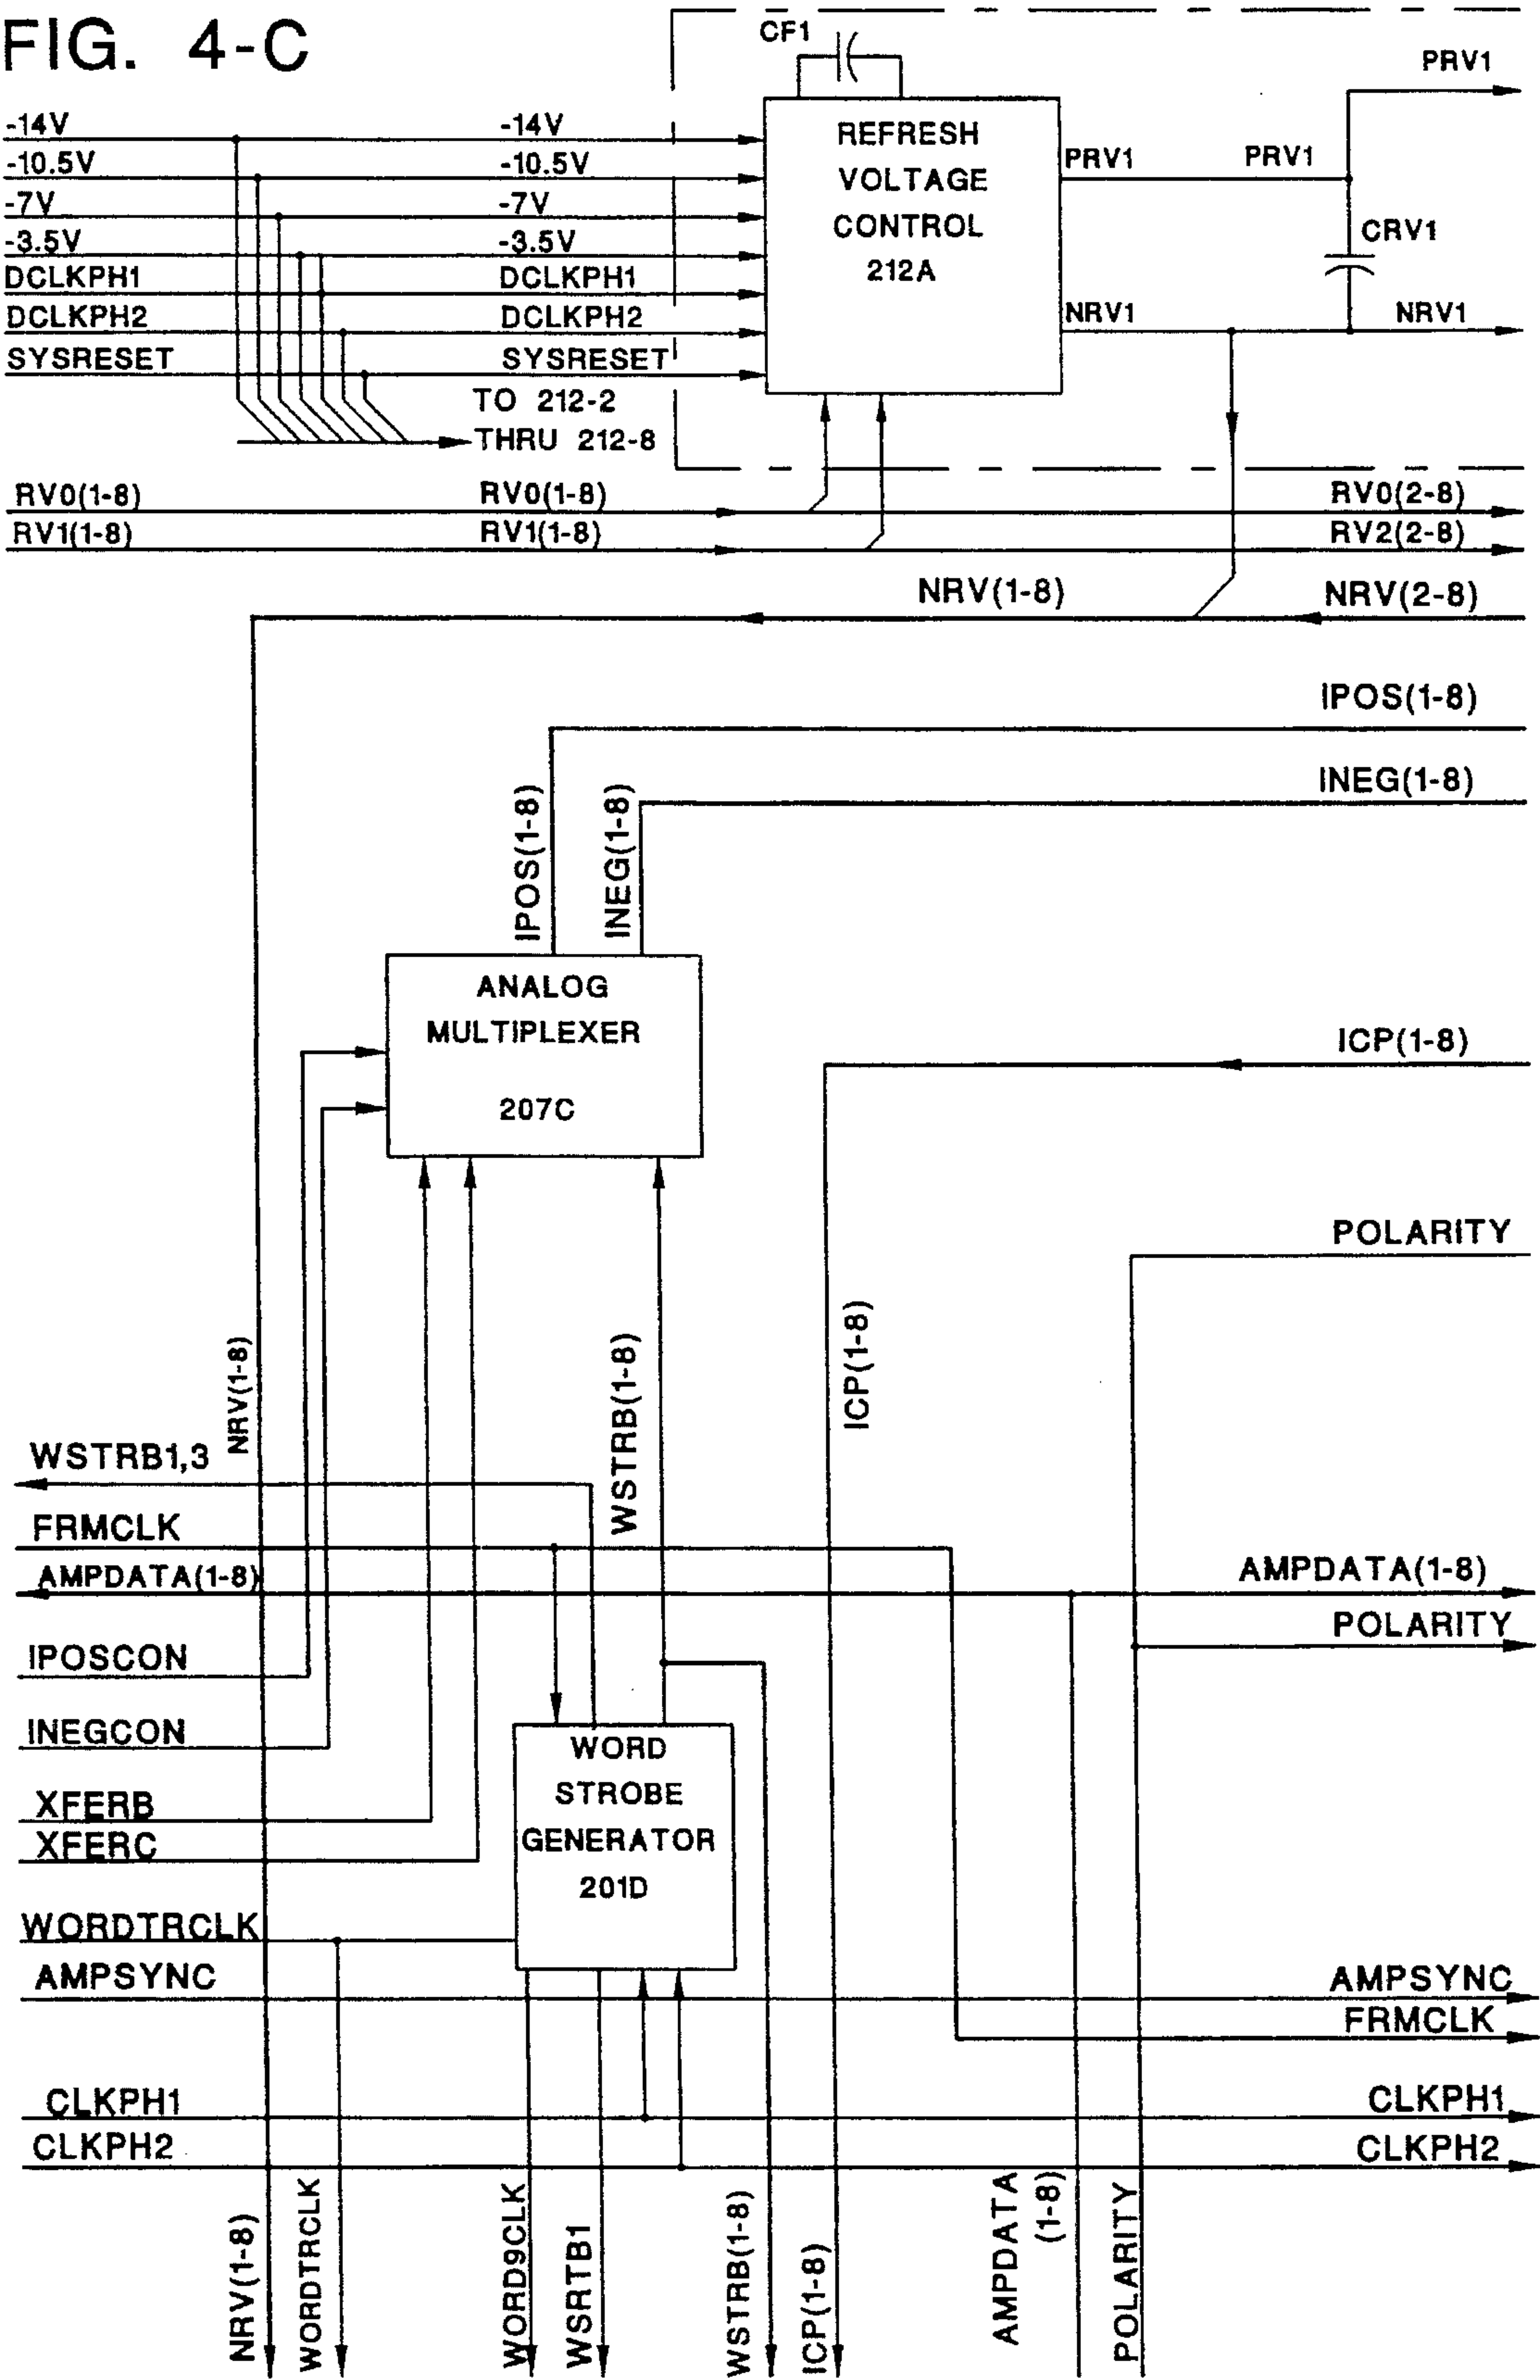 FIG. 4-C
CF1
PRV1
-14V -14V
REFRESH
VOLTAGE
CONTROL
212A
-10.5V -10.5V
PRV1 PRV1
-7V -7V
-3.5V -3.5V
CRV1
DCLKPH1 DCLKPH1
DCLKPH2 DCLKPH2
NRV1 NRV1
SYSRESET SYSRESET
TO 212-2
THRU 212-8
RV0(1-8) RV0(1-8) RV0(2-8)
RV1(1-8) RV1(1-8) RV2(2-8)
NRV(1-8) NRV(2-8)
IPOS(1-8)
INEG(1-8)
IPOS(1-8)
INEG(1-8)
ANALOG
MULTIPLEXER
207C
ICP(1-8)
POLARITY
NRV(1-8)
WSTRB(1-8)
ICP(1-8)
WSTRB1,3
FRMCLK
AMPDATA(1-8) AMPDATA(1-8)
POLARITY
IPOSCON
INEGCON
WORD
STROBE
GENERATOR
201D
XFERB
XFERC
WORDTRCLK
AMPSYNC AMPSYNC
FRMCLK
CLKPH1 CLKPH1
CLKPH2 CLKPH2
NRV(1-8)
WORDTRCLK
WORD9CLK
WSRTB1
WSTRB(1-8)
ICP(1-8)
AMPDATA
(1-8)
POLARITY